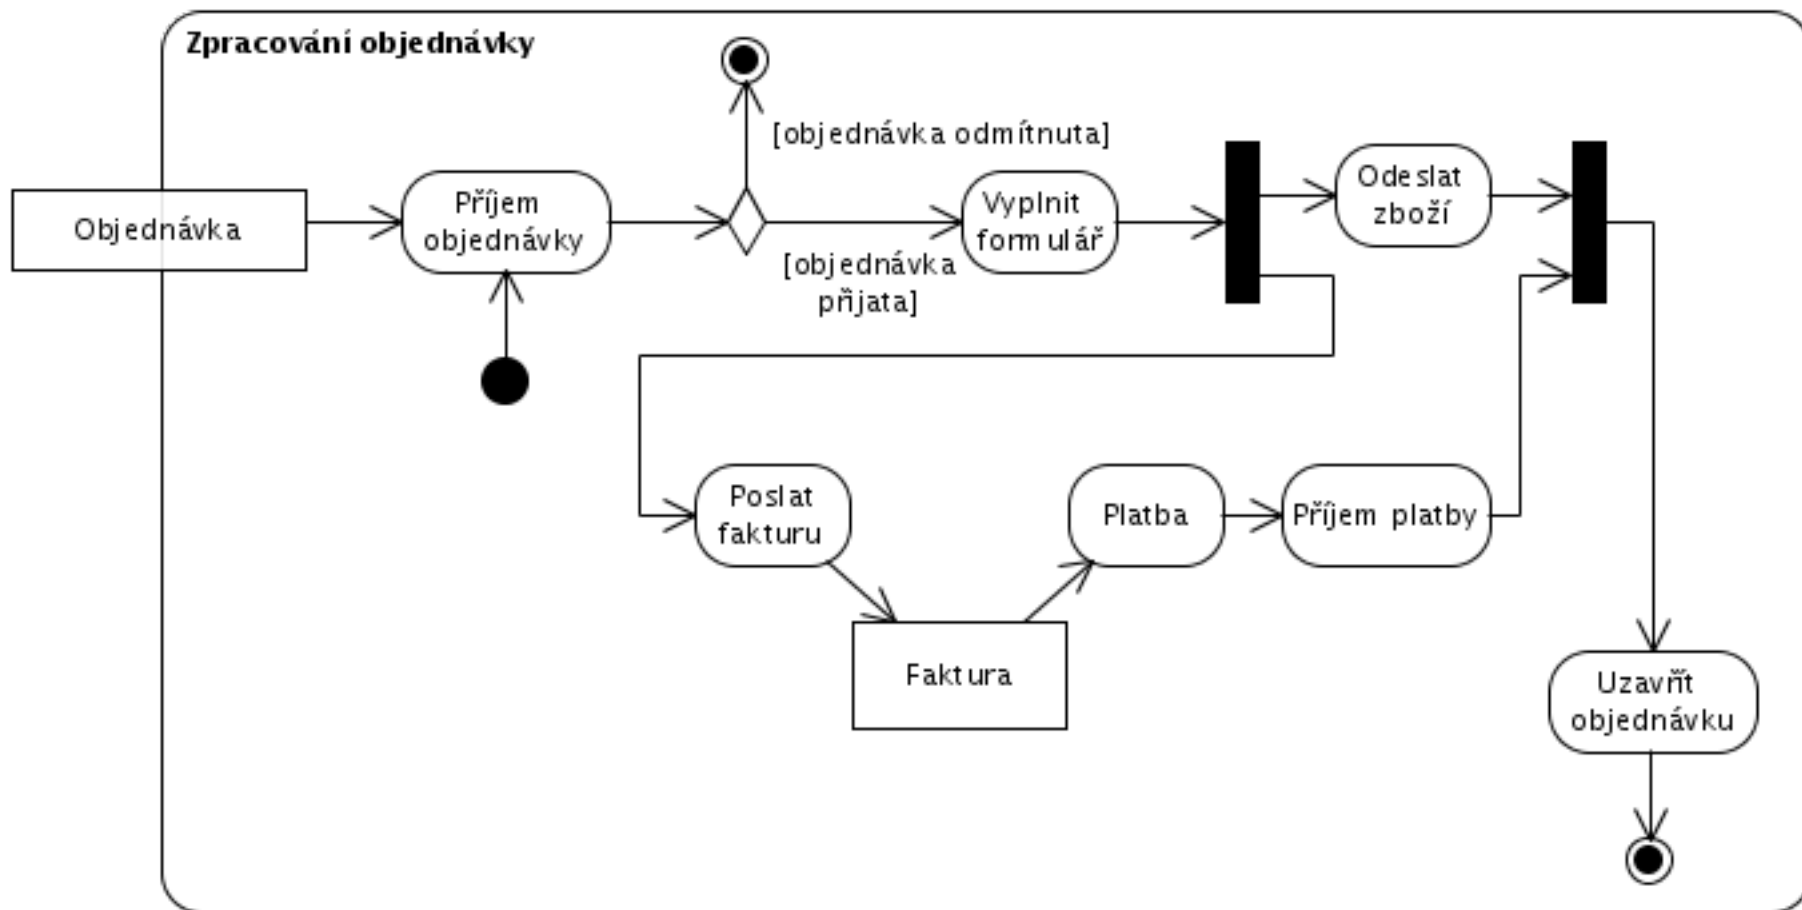 Zpracování objednávky
[objednávka odmítnuta]
Objednávka
Příjem
objednávky
[objednávka
přijata]
Vyplnit
formulář
Odeslat
zboží
Poslat
fakturu
Faktura
Platba
Příjem platby
Uzavřít
objednávku